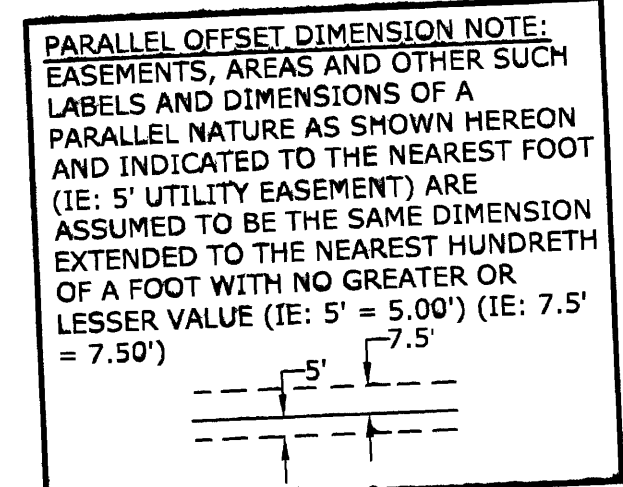 PARALLEL OFFSET DIMENSION NOTE:
EASEMENTS, AREAS AND OTHER SUCH
LABELS AND DIMENSIONS OF A
PARALLEL NATURE AS SHOWN HEREON
AND INDICATED TO THE NEAREST FOOT
(IE: 5' UTILITY EASEMENT) ARE
ASSUMED TO BE THE SAME DIMENSION
EXTENDED TO THE NEAREST HUNDRETH
OF A FOOT WITH NO GREATER OR
LESSER VALUE (IE: 5' = 5.00') (IE: 7.5'
= 7.50')
7.5'
5'